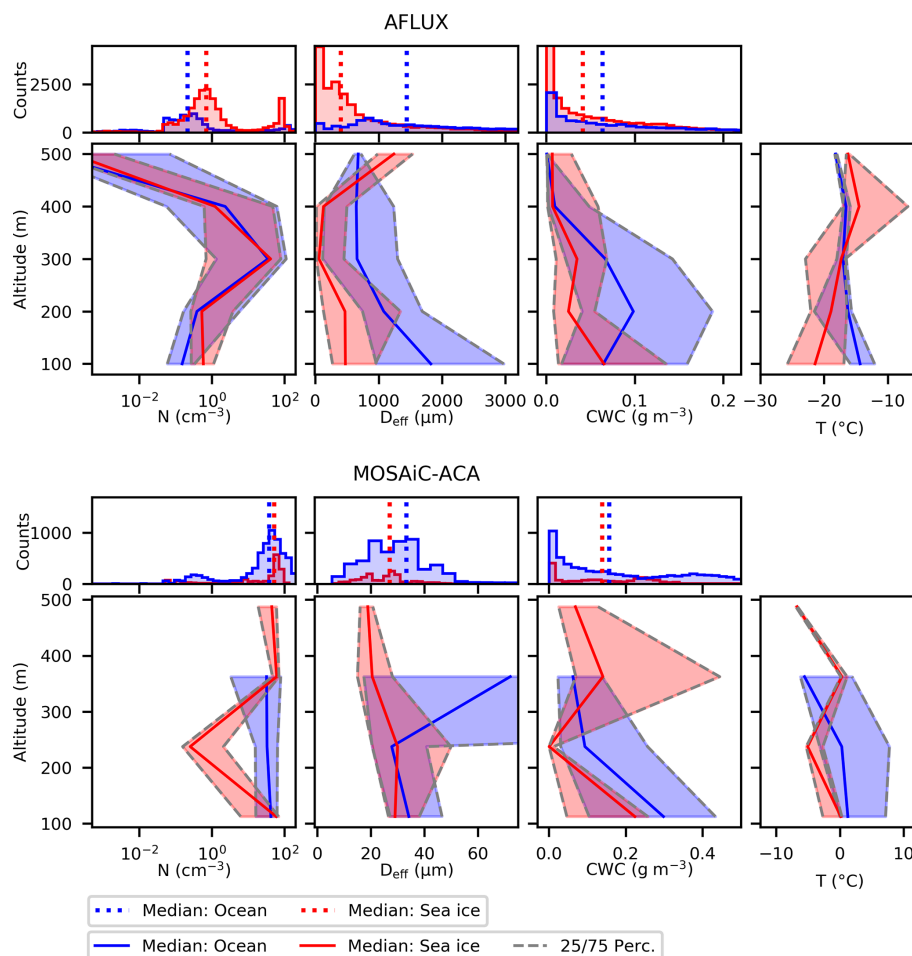 AFLUX
Counts
2500
0
Altitude (m)
500
400
300
200
100
10⁻² 10⁰ 10²
N (cm⁻³)
0 1000 2000 3000
D_eff (μm)
0.0 0.1 0.2
CWC (g m⁻³)
−30 −20 −10
T (°C)
MOSAiC-ACA
Counts
1000
0
Altitude (m)
500
400
300
200
100
10⁻² 10⁰ 10²
N (cm⁻³)
0 20 40 60
D_eff (μm)
0.0 0.2 0.4
CWC (g m⁻³)
−10 0 10
T (°C)
Median: Ocean Median: Sea ice
Median: Ocean Median: Sea ice 25/75 Perc.